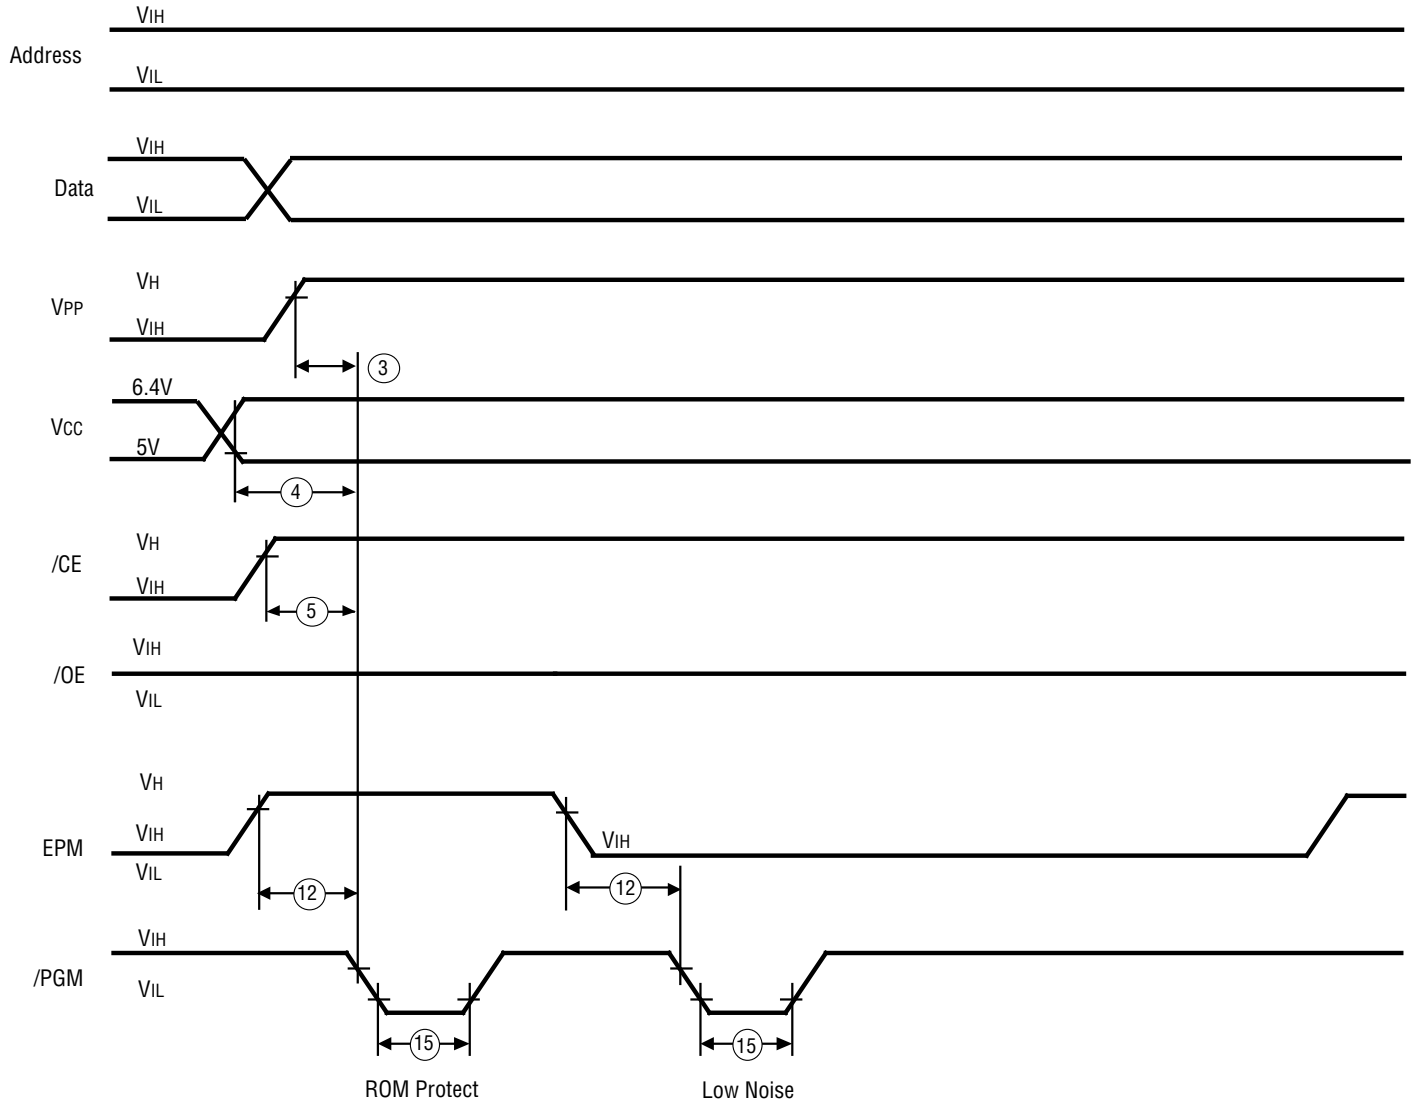 VIH
Address
VIL
VIH
Data
VIL
VH
VPP
VIH
3
6.4V
VCC
5V
4
VH
/CE
VIH
5
VIH
/OE
VIL
VH
VIH
VIH
EPM
VIL
12
12
VIH
/PGM
VIL
15
15
ROM Protect
Low Noise